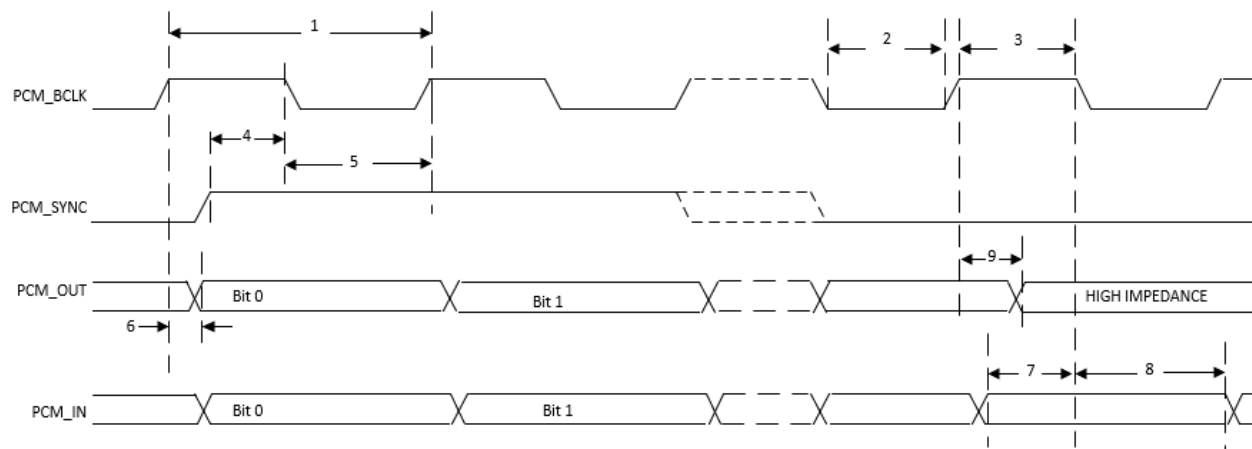 1
2
3
PCM_BCLK
4
5
PCM_SYNC
9
PCM_OUT
Bit 0
Bit 1
HIGH IMPEDANCE
6
7
8
PCM_IN
Bit 0
Bit 1